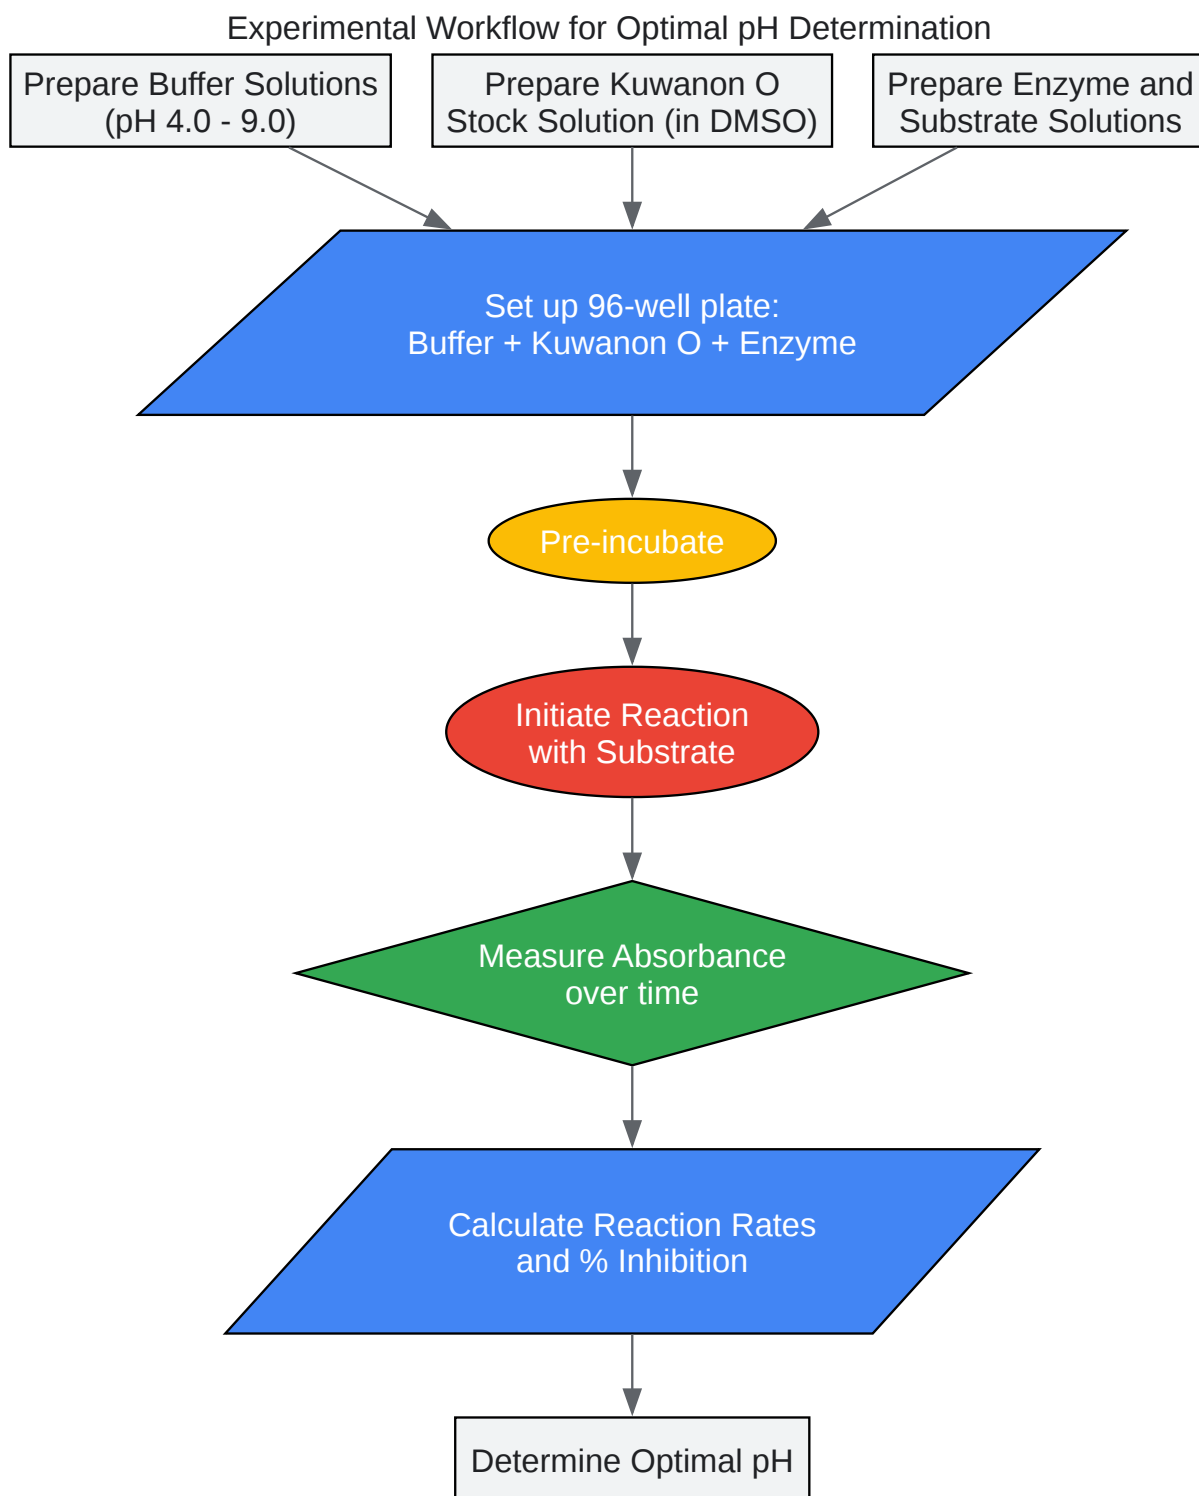 Experimental Workflow for Optimal pH Determination
Prepare Buffer Solutions
(pH 4.0 - 9.0)
Prepare Kuwanon O
Stock Solution (in DMSO)
Prepare Enzyme and
Substrate Solutions
Set up 96-well plate:
Buffer + Kuwanon O + Enzyme
Pre-incubate
Initiate Reaction
with Substrate
Measure Absorbance
over time
Calculate Reaction Rates
and % Inhibition
Determine Optimal pH